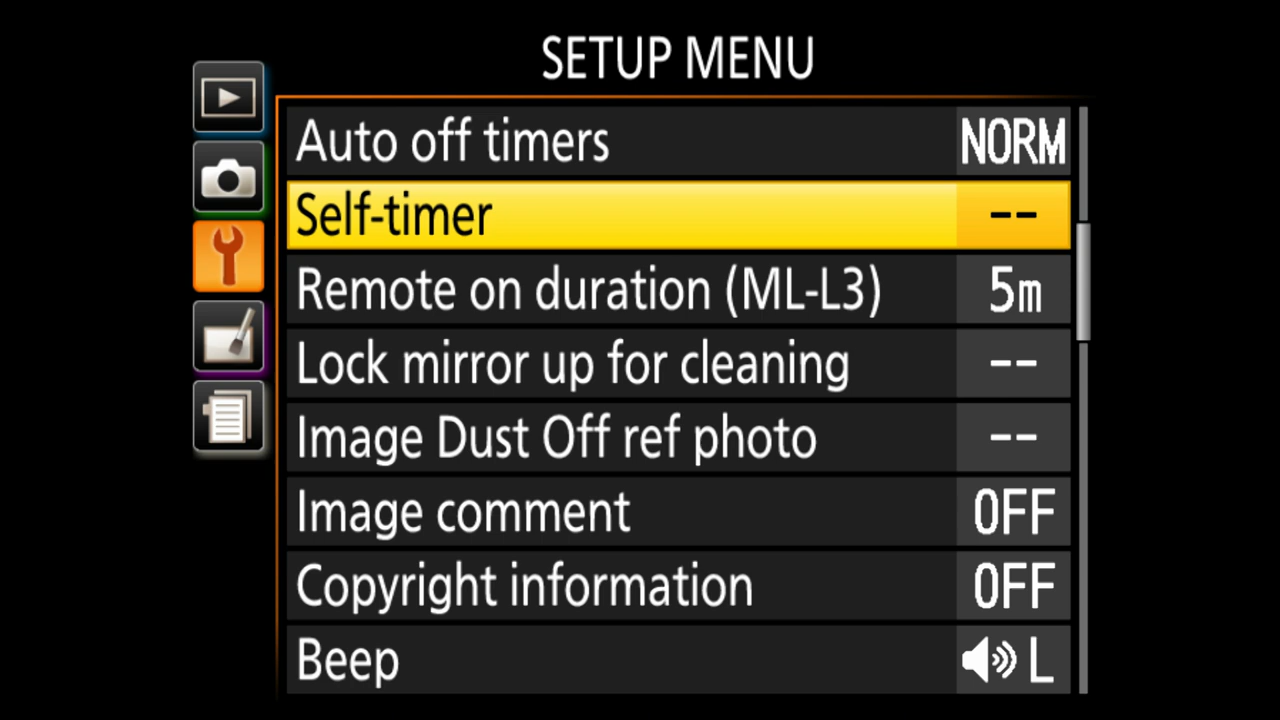 SETUP MENU
Auto off timers NORM
Self-timer --
Remote on duration (ML-L3) 5m
Lock mirror up for cleaning --
Image Dust Off ref photo --
Image comment OFF
Copyright information OFF
Beep L